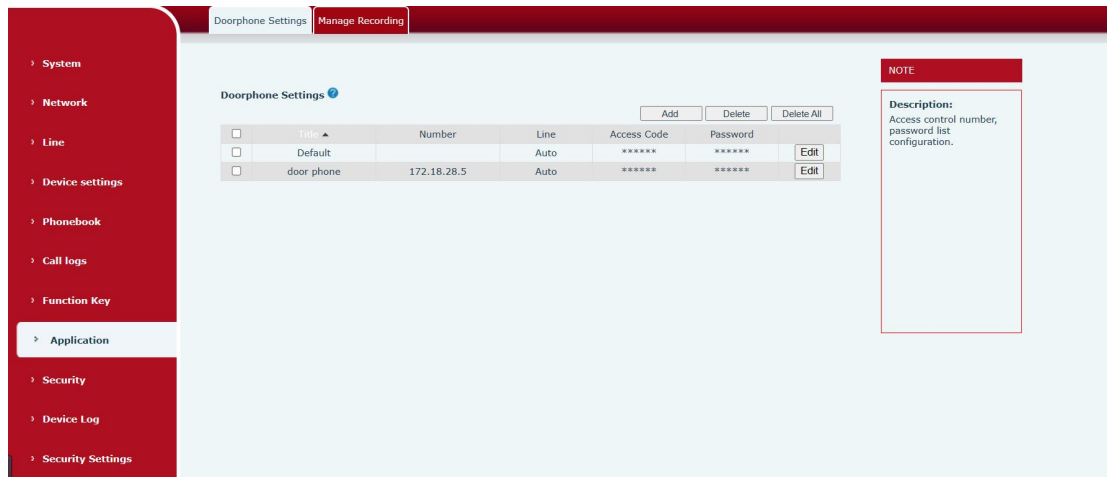 Doorphone Settings
Manage Recording
System
Network
Line
Device settings
Phonebook
Call logs
Function Key
Application
Security
Device Log
Security Settings
Doorphone Settings ?
Add Delete Delete All
Title ▲ Number Line Access Code Password
Default Auto ****** ****** Edit
door phone 172.18.28.5 Auto ****** ****** Edit
NOTE
Description:
Access control number,
password list
configuration.